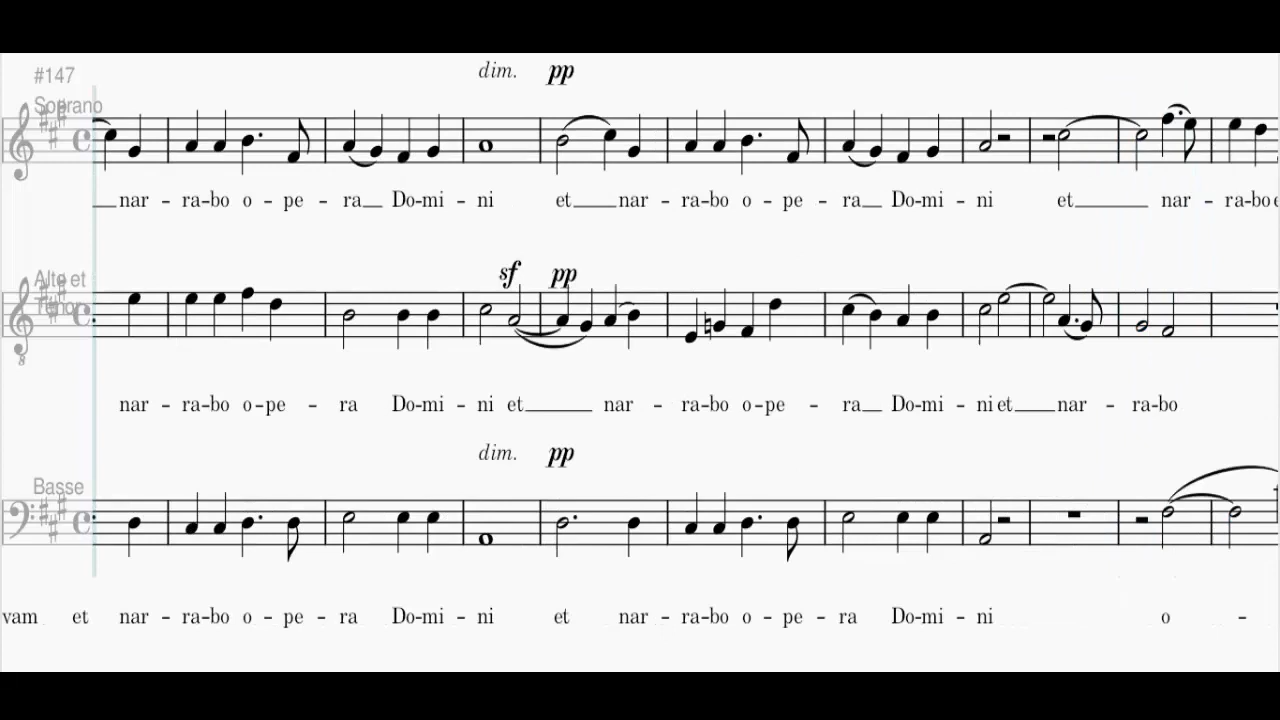 dim. pp
#147
Soprano
nar - ra-bo o - pe - ra Do-mi - ni et nar - ra-bo o - pe - ra Do-mi - ni et nar - ra-bo
sf pp
Alto et
Tenor
nar - ra-bo o-pe - ra Do-mi - ni et nar - ra-bo o-pe - ra Do-mi - ni et nar - ra-bo
dim. pp
Basse
vam et nar - ra-bo o - pe - ra Do-mi - ni et nar - ra-bo o - pe - ra Do-mi - ni o -